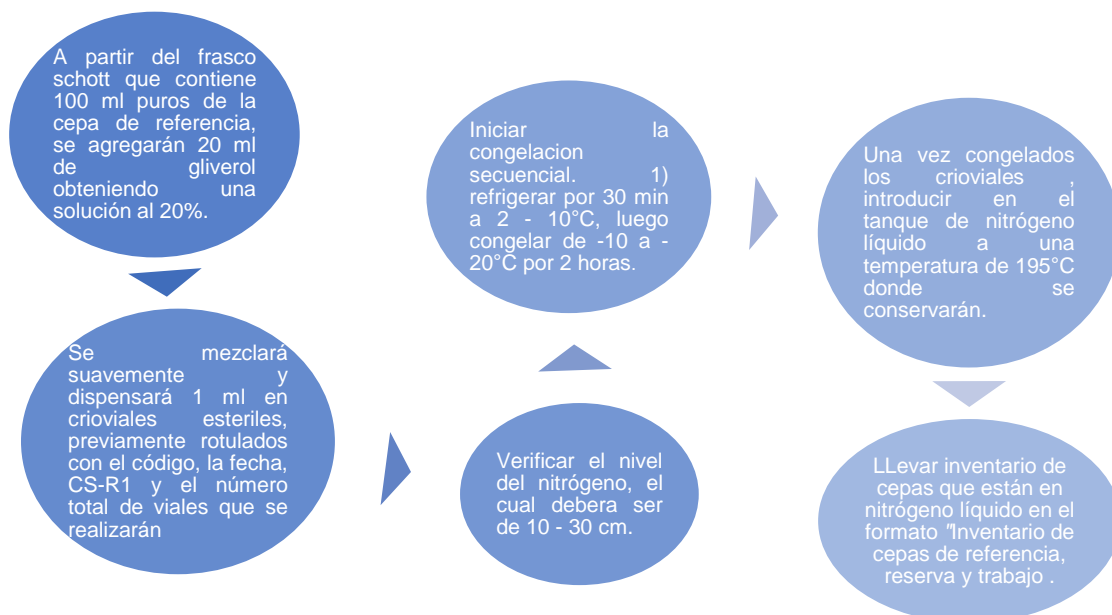 A partir del frasco
schott que contiene
100 ml puros de la
cepa de referencia,
se agregarán 20 ml
de gliverol
obteniendo una
solución al 20%.
Se mezclará
suavemente y
dispensará 1 ml en
crioviales esteriles,
previamente rotulados
con el código, la fecha,
CS-R1 y el número
total de viales que se
realizarán
Verificar el nivel
del nitrógeno, el
cual debera ser
de 10 - 30 cm.
Iniciar la
congelacion
secuencial. 1)
refrigerar por 30 min
a 2 - 10°C, luego
congelar de -10 a -
20°C por 2 horas.
Una vez congelados
los crioviales ,
introducir en el
tanque de nitrógeno
líquido a una
temperatura de 195°C
donde se
conservarán.
LLevar inventario de
cepas que están en
nitrógeno líquido en el
formato "Inventario de
cepas de referencia,
reserva y trabajo .